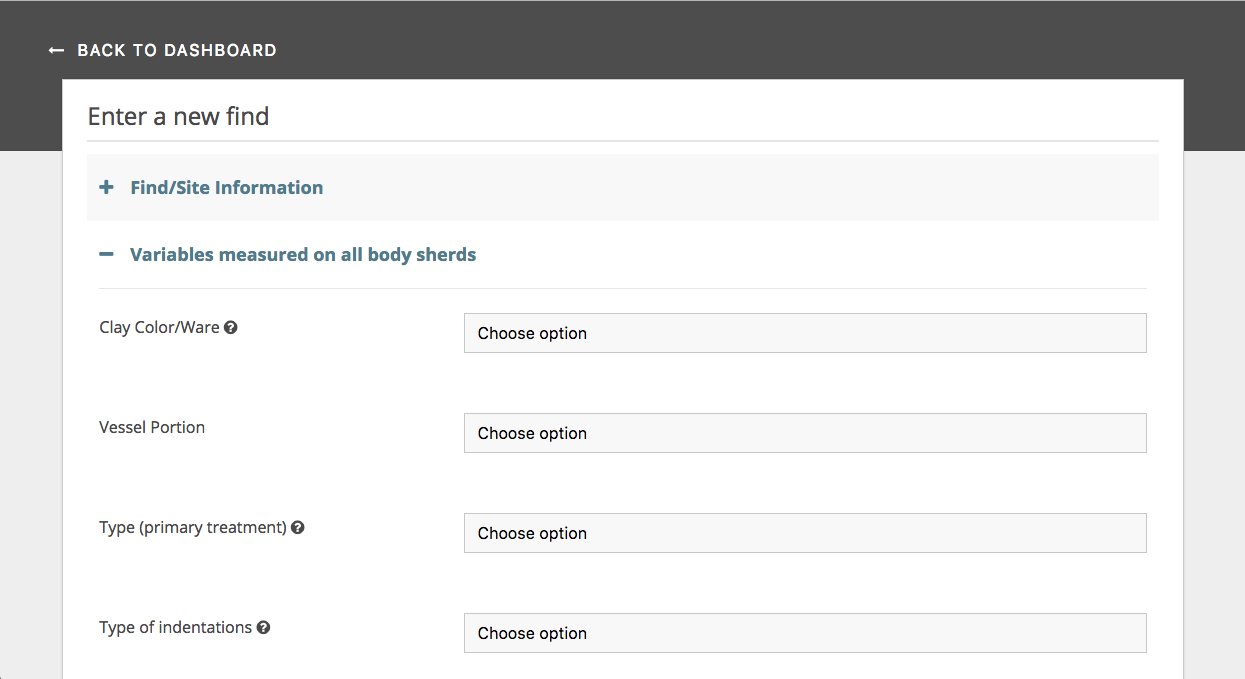 ← BACK TO DASHBOARD
Enter a new find
+ Find/Site Information
− Variables measured on all body sherds
Clay Color/Ware ? Choose option
Vessel Portion Choose option
Type (primary treatment) ? Choose option
Type of indentations ? Choose option